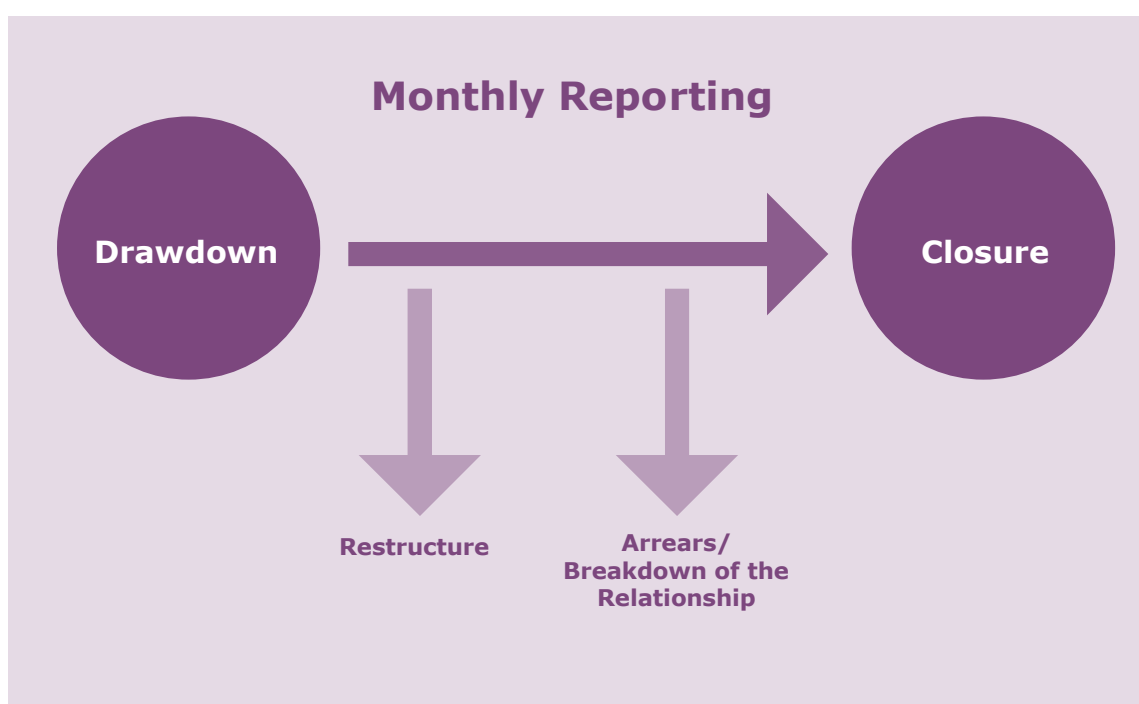 Monthly Reporting
Drawdown
Closure
Restructure
Arrears/
Breakdown of the
Relationship